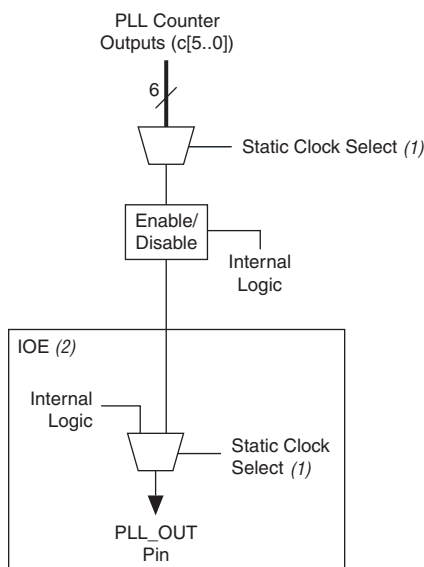 PLL Counter
Outputs (c[5..0])
6
Static Clock Select (1)
Enable/
Disable
Internal
Logic
IOE (2)
Internal
Logic
Static Clock
Select (1)
PLL_OUT
Pin